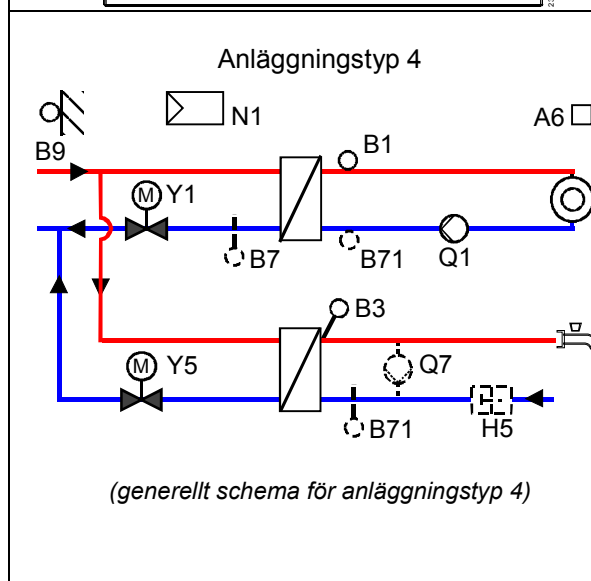 Anläggningstyp 4
N1
A6
B9
B1
M
Y1
B7
B71
Q1
B3
M
Y5
Q7
B71
H5
(generellt schema för anläggningstyp 4)